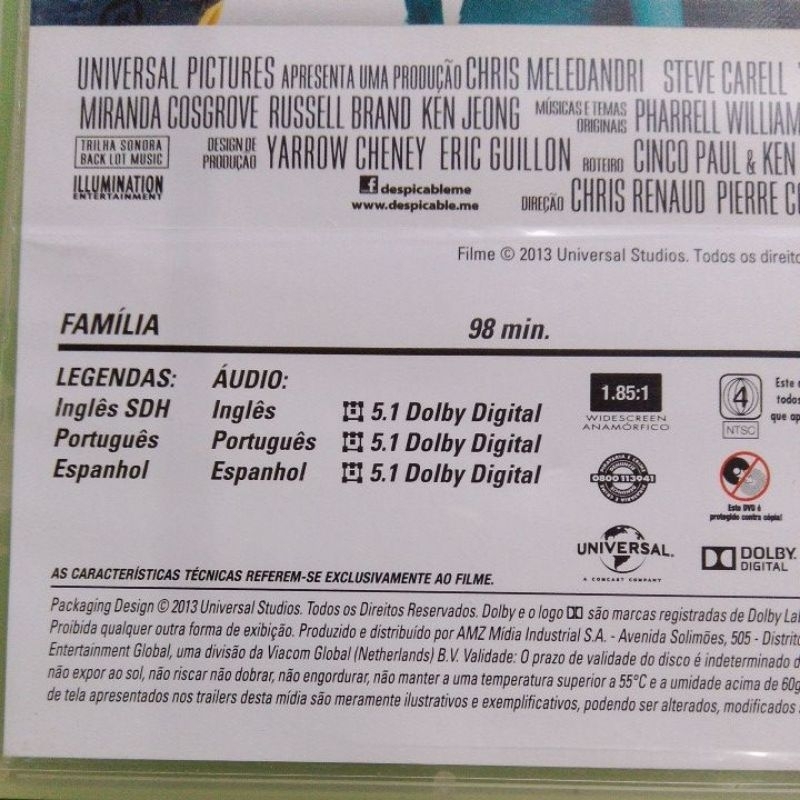 UNIVERSAL PICTURES APRESENTA UMA PRODUÇÃO CHRIS MELEDANDRI STEVE CARELL
MIRANDA COSGROVE RUSSELL BRAND KEN JEONG MÚSICAS E TEMAS ORIGINAIS PHARRELL WILLIAM
TRILHA SONORA
BACK LOT MUSIC
DESIGN DE PRODUÇÃO YARROW CHENEY ERIC GUILLON ROTEIRO CINCO PAUL & KEN
ILLUMINATION
ENTERTAINMENT
f despicableme
www.despicable.me
DIREÇÃO CHRIS RENAUD PIERRE C
Filme © 2013 Universal Studios. Todos os direito
FAMÍLIA 98 min.
LEGENDAS: ÁUDIO:
Inglês SDH Inglês 5.1 Dolby Digital
Português Português 5.1 Dolby Digital
Espanhol Espanhol 5.1 Dolby Digital
1.85:1
WIDESCREEN
ANAMÓRFICO
4
NTSC
Este
todos
que ap
0800 113941
Este DVD é
protegido contra cópia!
UNIVERSAL
A COMCAST COMPANY
DOLBY
DIGITAL
AS CARACTERÍSTICAS TÉCNICAS REFEREM-SE EXCLUSIVAMENTE AO FILME.
Packaging Design © 2013 Universal Studios. Todos os Direitos Reservados. Dolby e o logo são marcas registradas de Dolby Lab
Proibida qualquer outra forma de exibição. Produzido e distribuído por AMZ Mídia Industrial S.A. - Avenida Solimões, 505 - Distrito
Entertainment Global, uma divisão da Viacom Global (Netherlands) B.V. Validade: O prazo de validade do disco é indeterminado d
não expor ao sol, não riscar não dobrar, não engordurar, não manter a uma temperatura superior a 55°C e a umidade acima de 60g
de tela apresentados nos trailers desta mídia são meramente ilustrativos e exemplificativos, podendo ser alterados, modificados